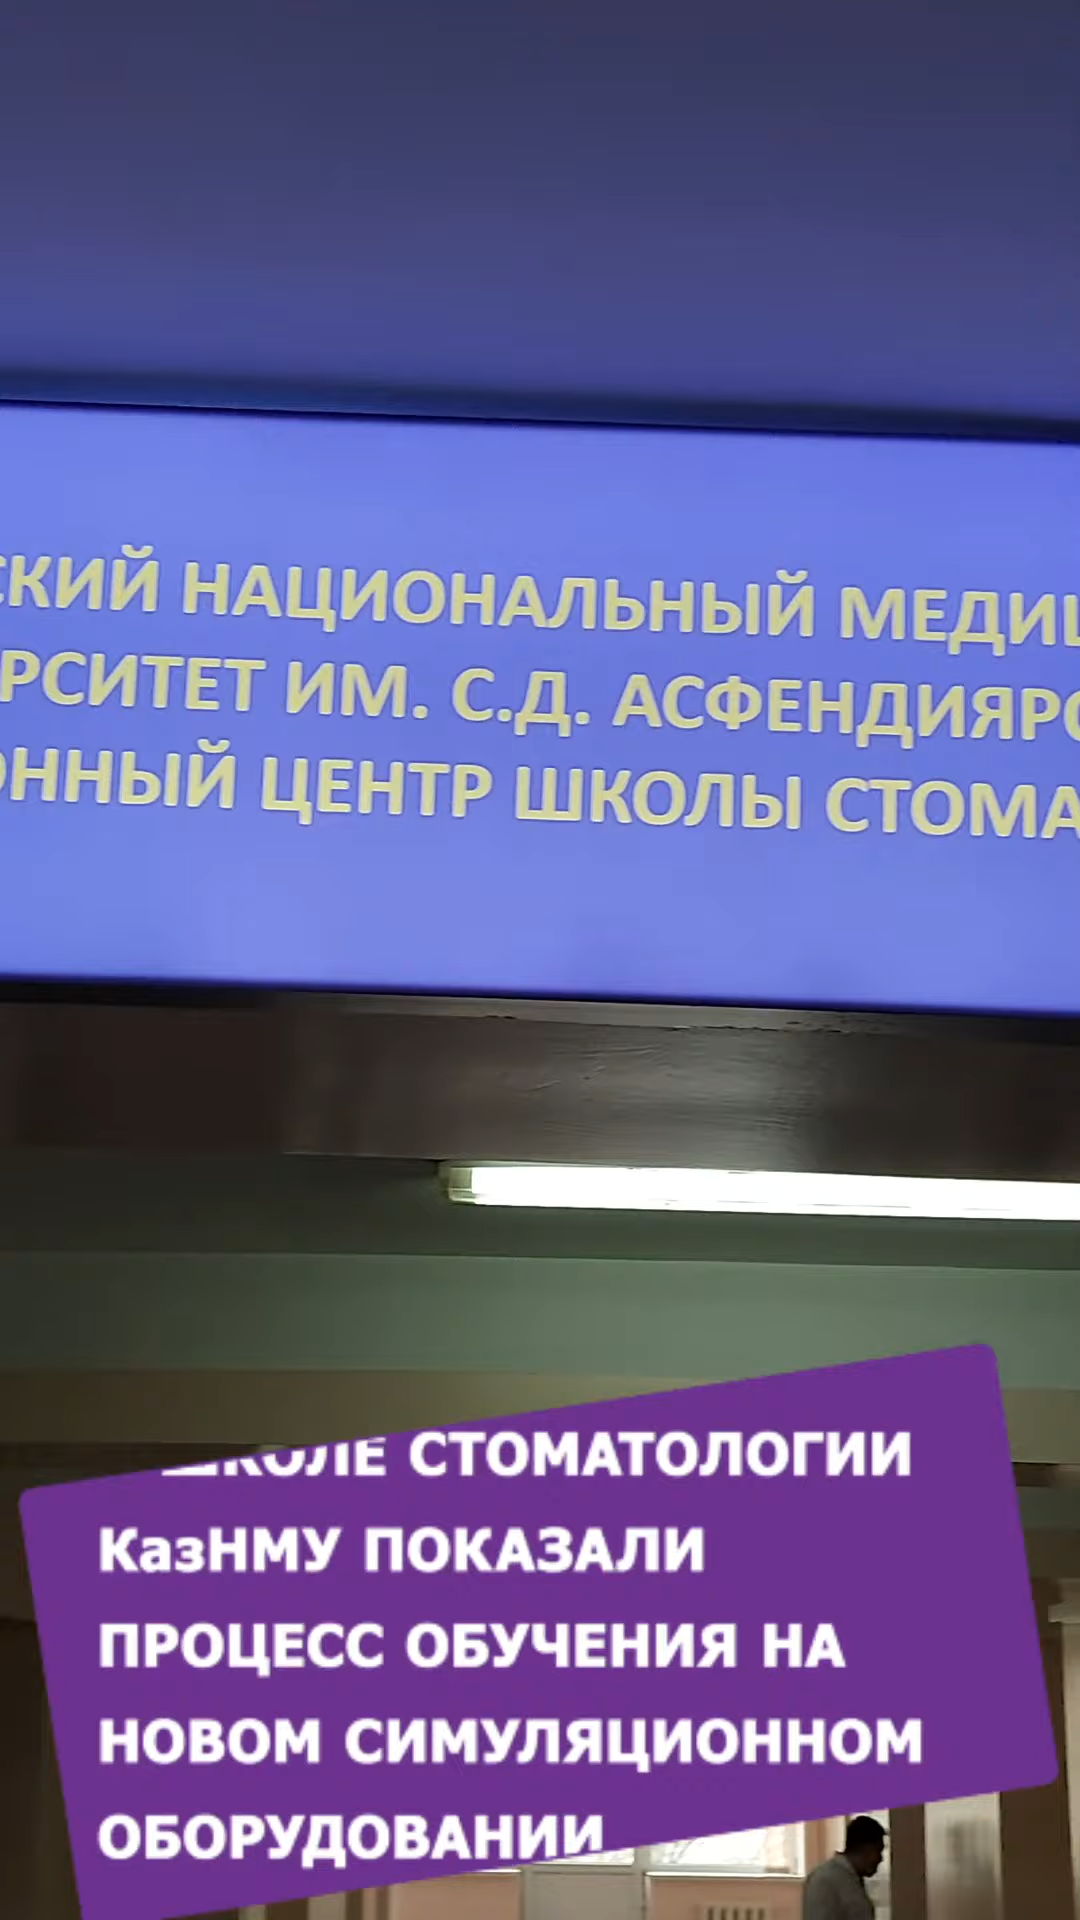 СКИЙ НАЦИОНАЛЬНЫЙ МЕДИЦ
РСИТЕТ ИМ. С.Д. АСФЕНДИЯРО
ОННЫЙ ЦЕНТР ШКОЛЫ СТОМА
ШКОЛЕ СТОМАТОЛОГИИ
КазНМУ ПОКАЗАЛИ
ПРОЦЕСС ОБУЧЕНИЯ НА
НОВОМ СИМУЛЯЦИОННОМ
ОБОРУДОВАНИИ